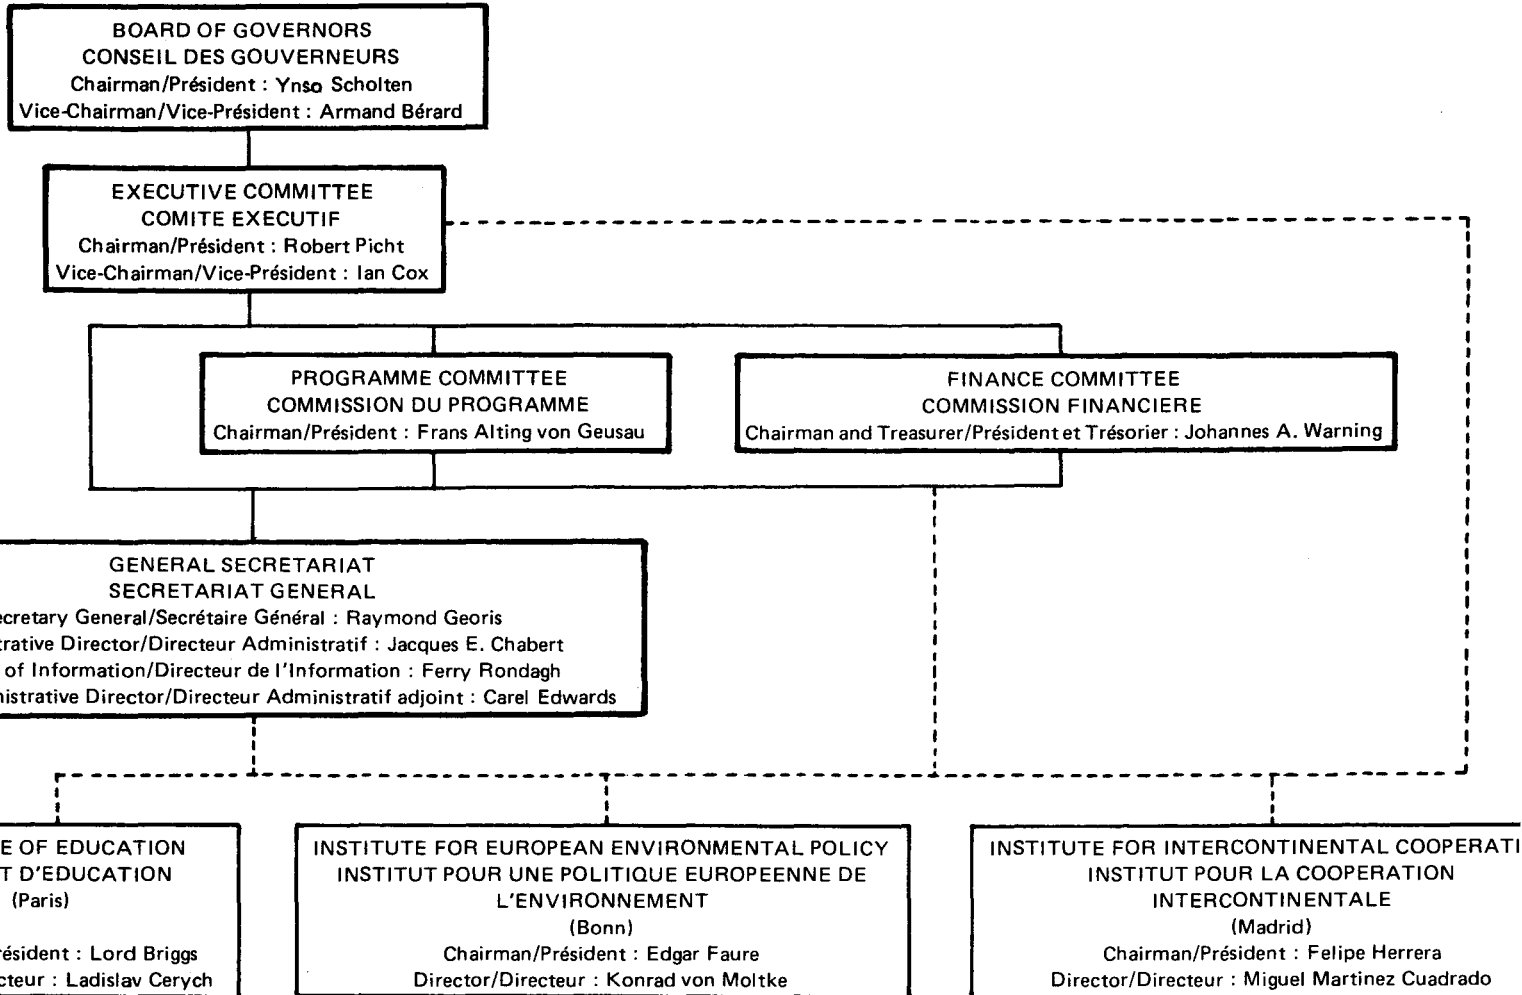 BOARD OF GOVERNORS
CONSEIL DES GOUVERNEURS
Chairman/Président : Ynso Scholten
Vice-Chairman/Vice-Président : Armand Bérard
EXECUTIVE COMMITTEE
COMITE EXECUTIF
Chairman/Président : Robert Picht
Vice-Chairman/Vice-Président : Ian Cox
PROGRAMME COMMITTEE
COMMISSION DU PROGRAMME
Chairman/Président : Frans Alting von Geusau
FINANCE COMMITTEE
COMMISSION FINANCIERE
Chairman and Treasurer/Président et Trésorier : Johannes A. Warning
GENERAL SECRETARIAT
SECRETARIAT GENERAL
ecretary General/Secrétaire Général : Raymond Georis
trative Director/Directeur Administratif : Jacques E. Chabert
of Information/Directeur de l'Information : Ferry Rondagh
nistrative Director/Directeur Administratif adjoint : Carel Edwards
E OF EDUCATION
T D'EDUCATION
(Paris)
résident : Lord Briggs
cteur : Ladislav Cerych
INSTITUTE FOR EUROPEAN ENVIRONMENTAL POLICY
INSTITUT POUR UNE POLITIQUE EUROPEENNE DE
L'ENVIRONNEMENT
(Bonn)
Chairman/Président : Edgar Faure
Director/Directeur : Konrad von Moltke
INSTITUTE FOR INTERCONTINENTAL COOPERATI
INSTITUT POUR LA COOPERATION
INTERCONTINENTALE
(Madrid)
Chairman/Président : Felipe Herrera
Director/Directeur : Miguel Martinez Cuadrado